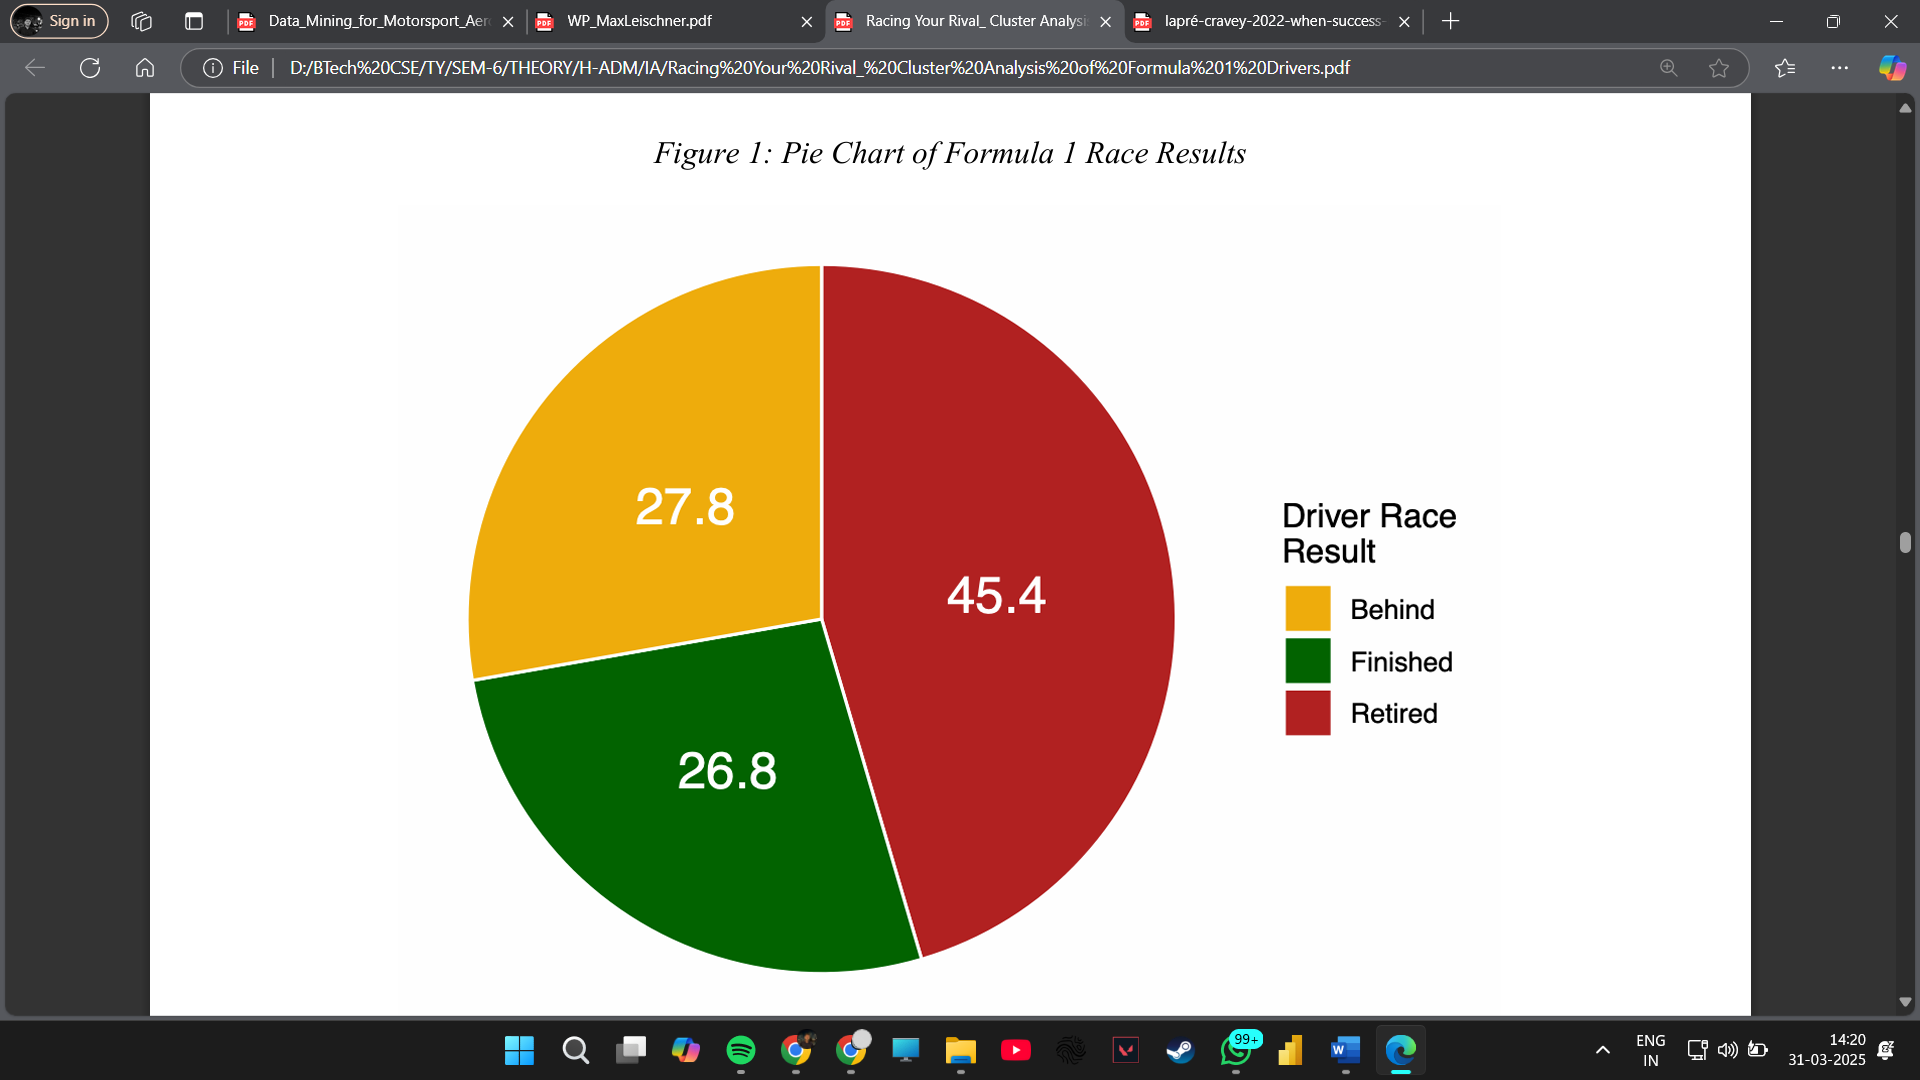 Sign in
Data_Mining_for_Motorsport_Aer
WP_MaxLeischner.pdf
Racing Your Rival_ Cluster Analysi
lapré-cravey-2022-when-success-
File
D:/BTech%20CSE/TY/SEM-6/THEORY/H-ADM/IA/Racing%20Your%20Rival_%20Cluster%20Analysis%20of%20Formula%201%20Drivers.pdf
Figure 1: Pie Chart of Formula 1 Race Results
27.8
45.4
26.8
Driver Race
Result
Behind
Finished
Retired
99+
ENG
IN
14:20
31-03-2025